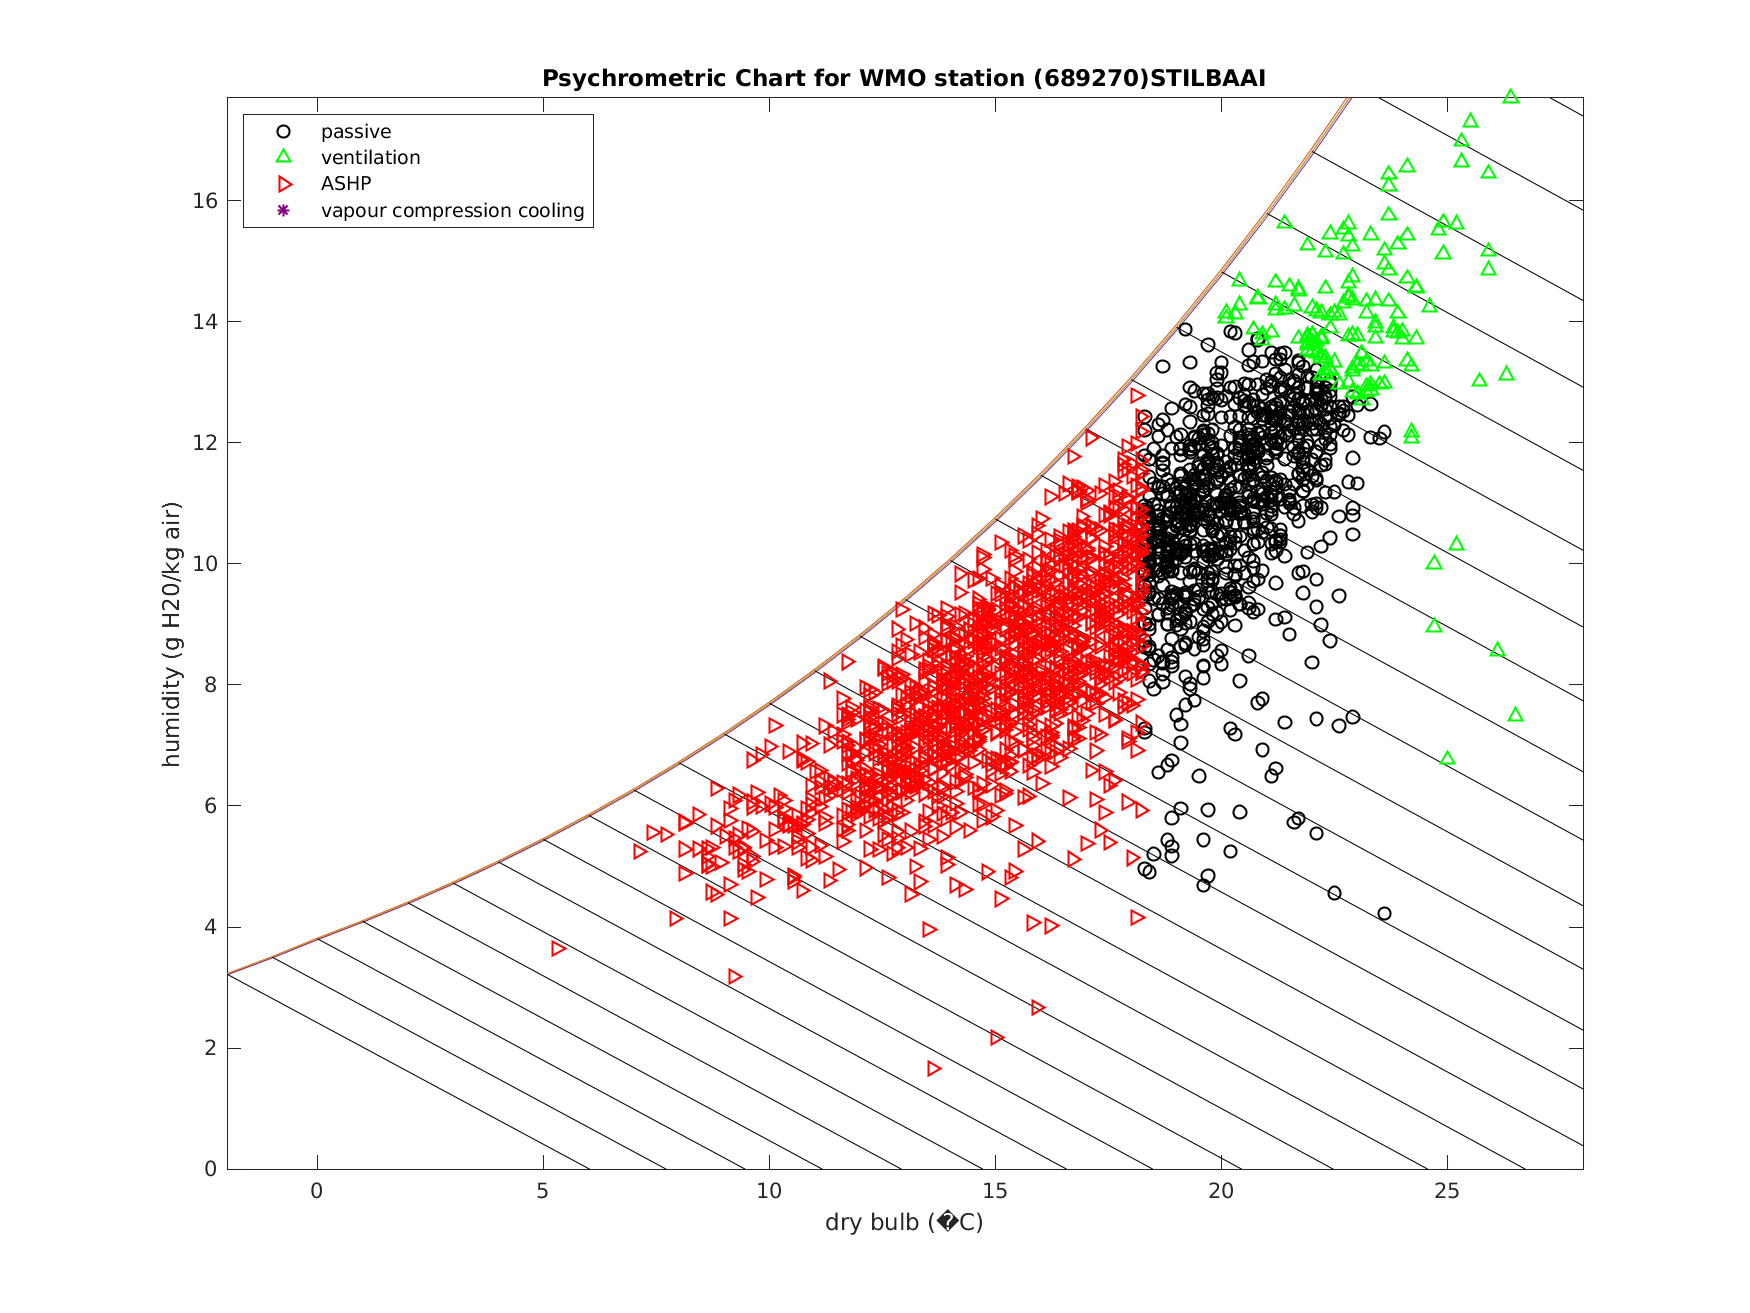 Psychrometric Chart for WMO station (689270)STILBAAI
passive
ventilation
ASHP
vapour compression cooling
humidity (g H20/kg air)
16
14
12
10
8
6
4
2
0
0 5 10 15 20 25
dry bulb (�C)